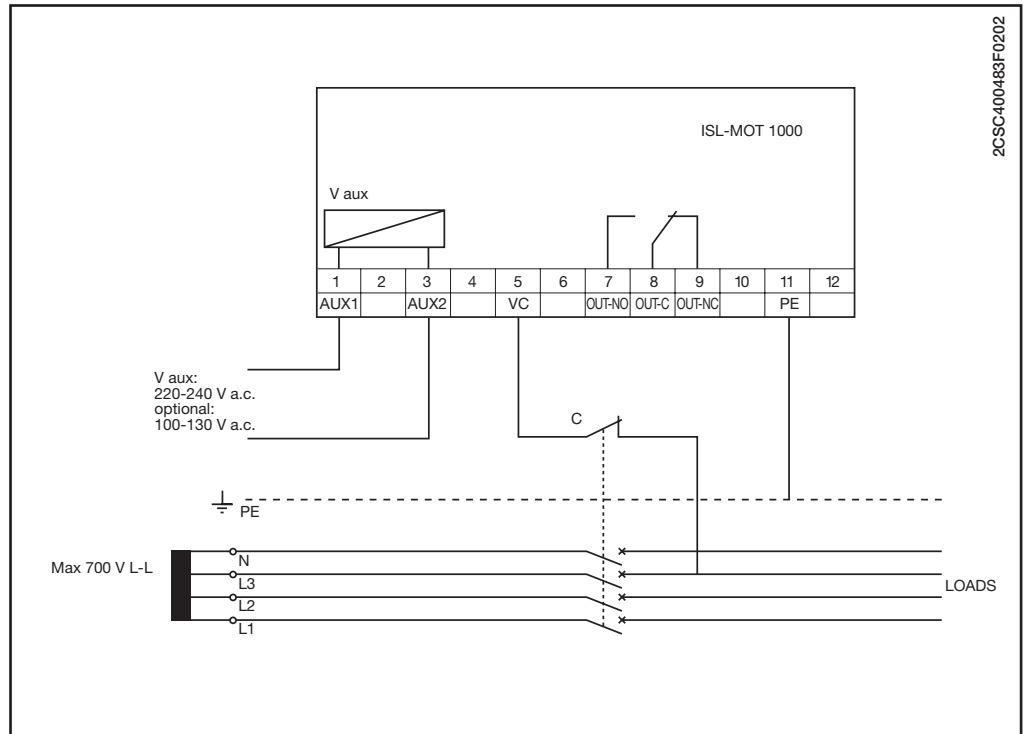 2CSC400483F0202
ISL-MOT 1000
V aux
1 2 3 4 5 6 7 8 9 10 11 12
AUX1 AUX2 VC OUT-NO OUT-C OUT-NC PE
V aux:
220-240 V a.c.
optional:
100-130 V a.c.
C
PE
Max 700 V L-L
N
L3
L2
L1
LOADS